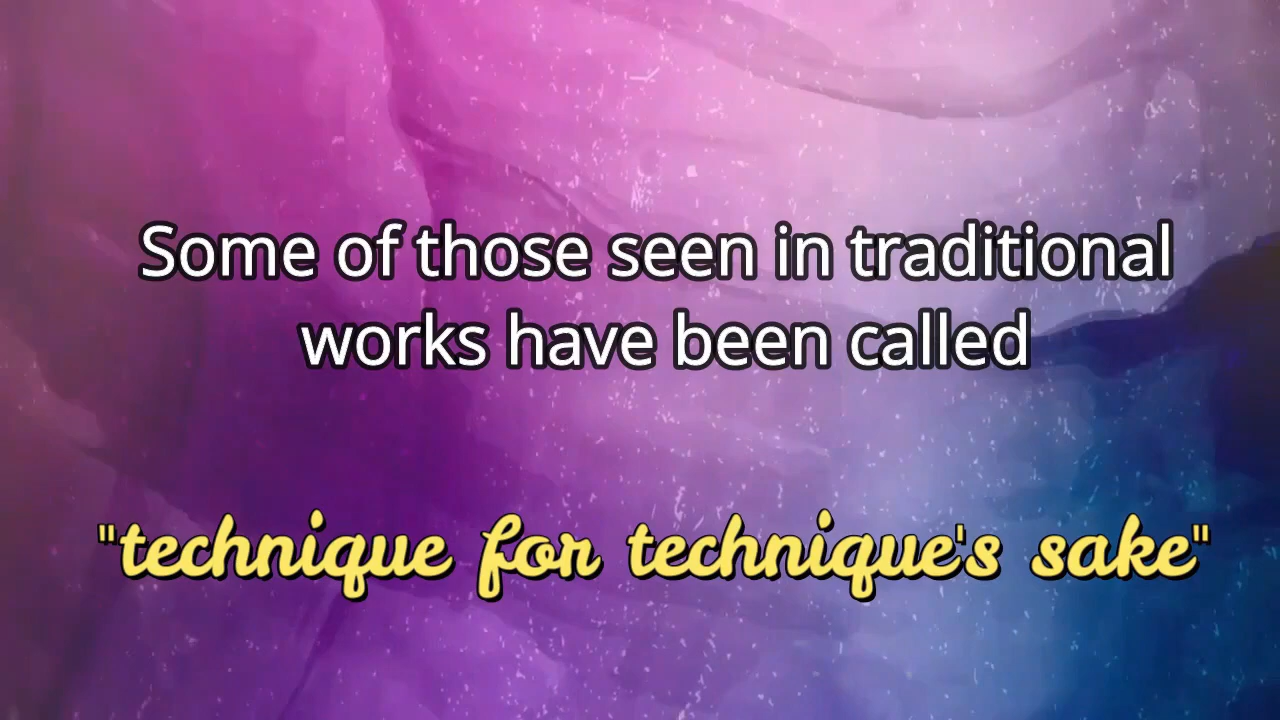 Some of those seen in traditional
works have been called
"technique for technique's sake"